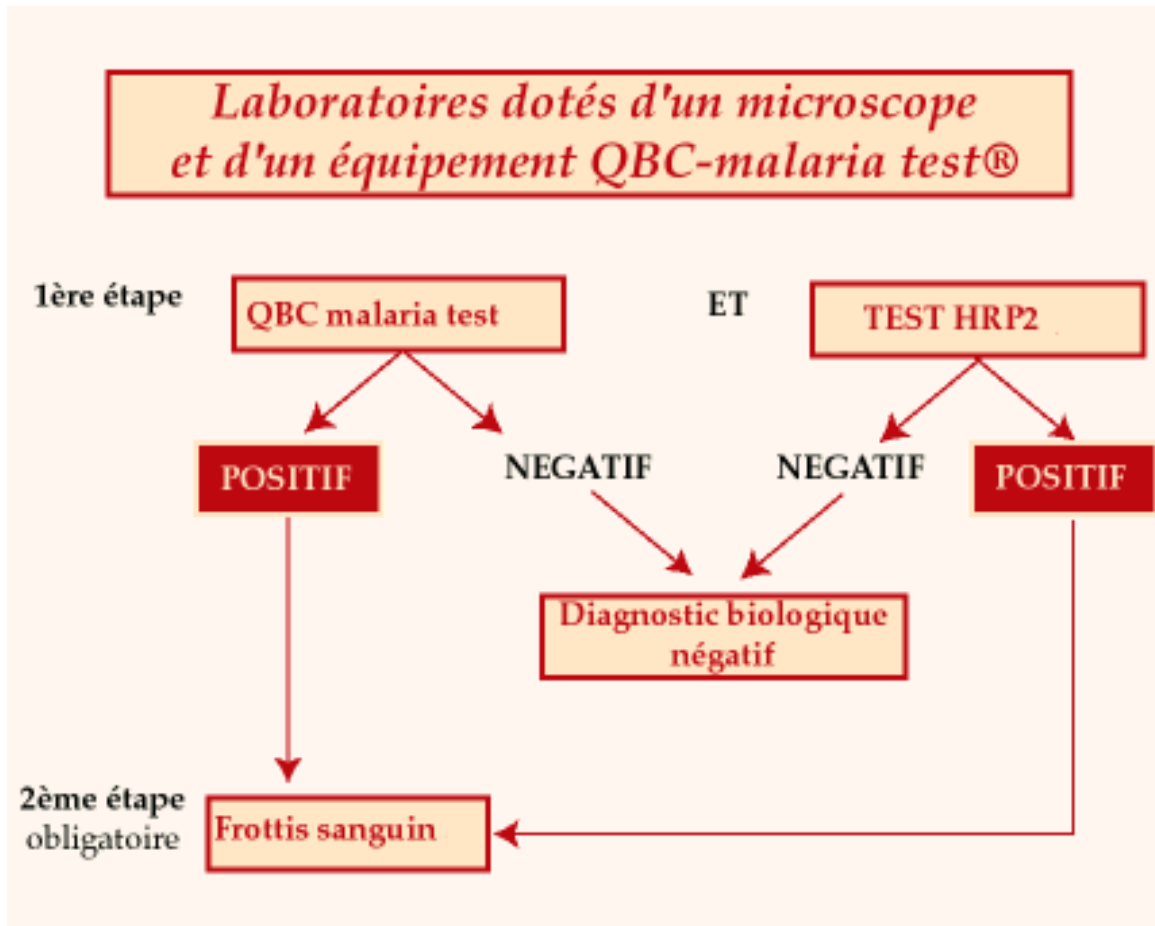 Laboratoires dotés d'un microscope
et d'un équipement QBC-malaria test®
1ère étape
QBC malaria test
ET
TEST HRP2
POSITIF
NEGATIF
NEGATIF
POSITIF
Diagnostic biologique
négatif
2ème étape
obligatoire
Frottis sanguin